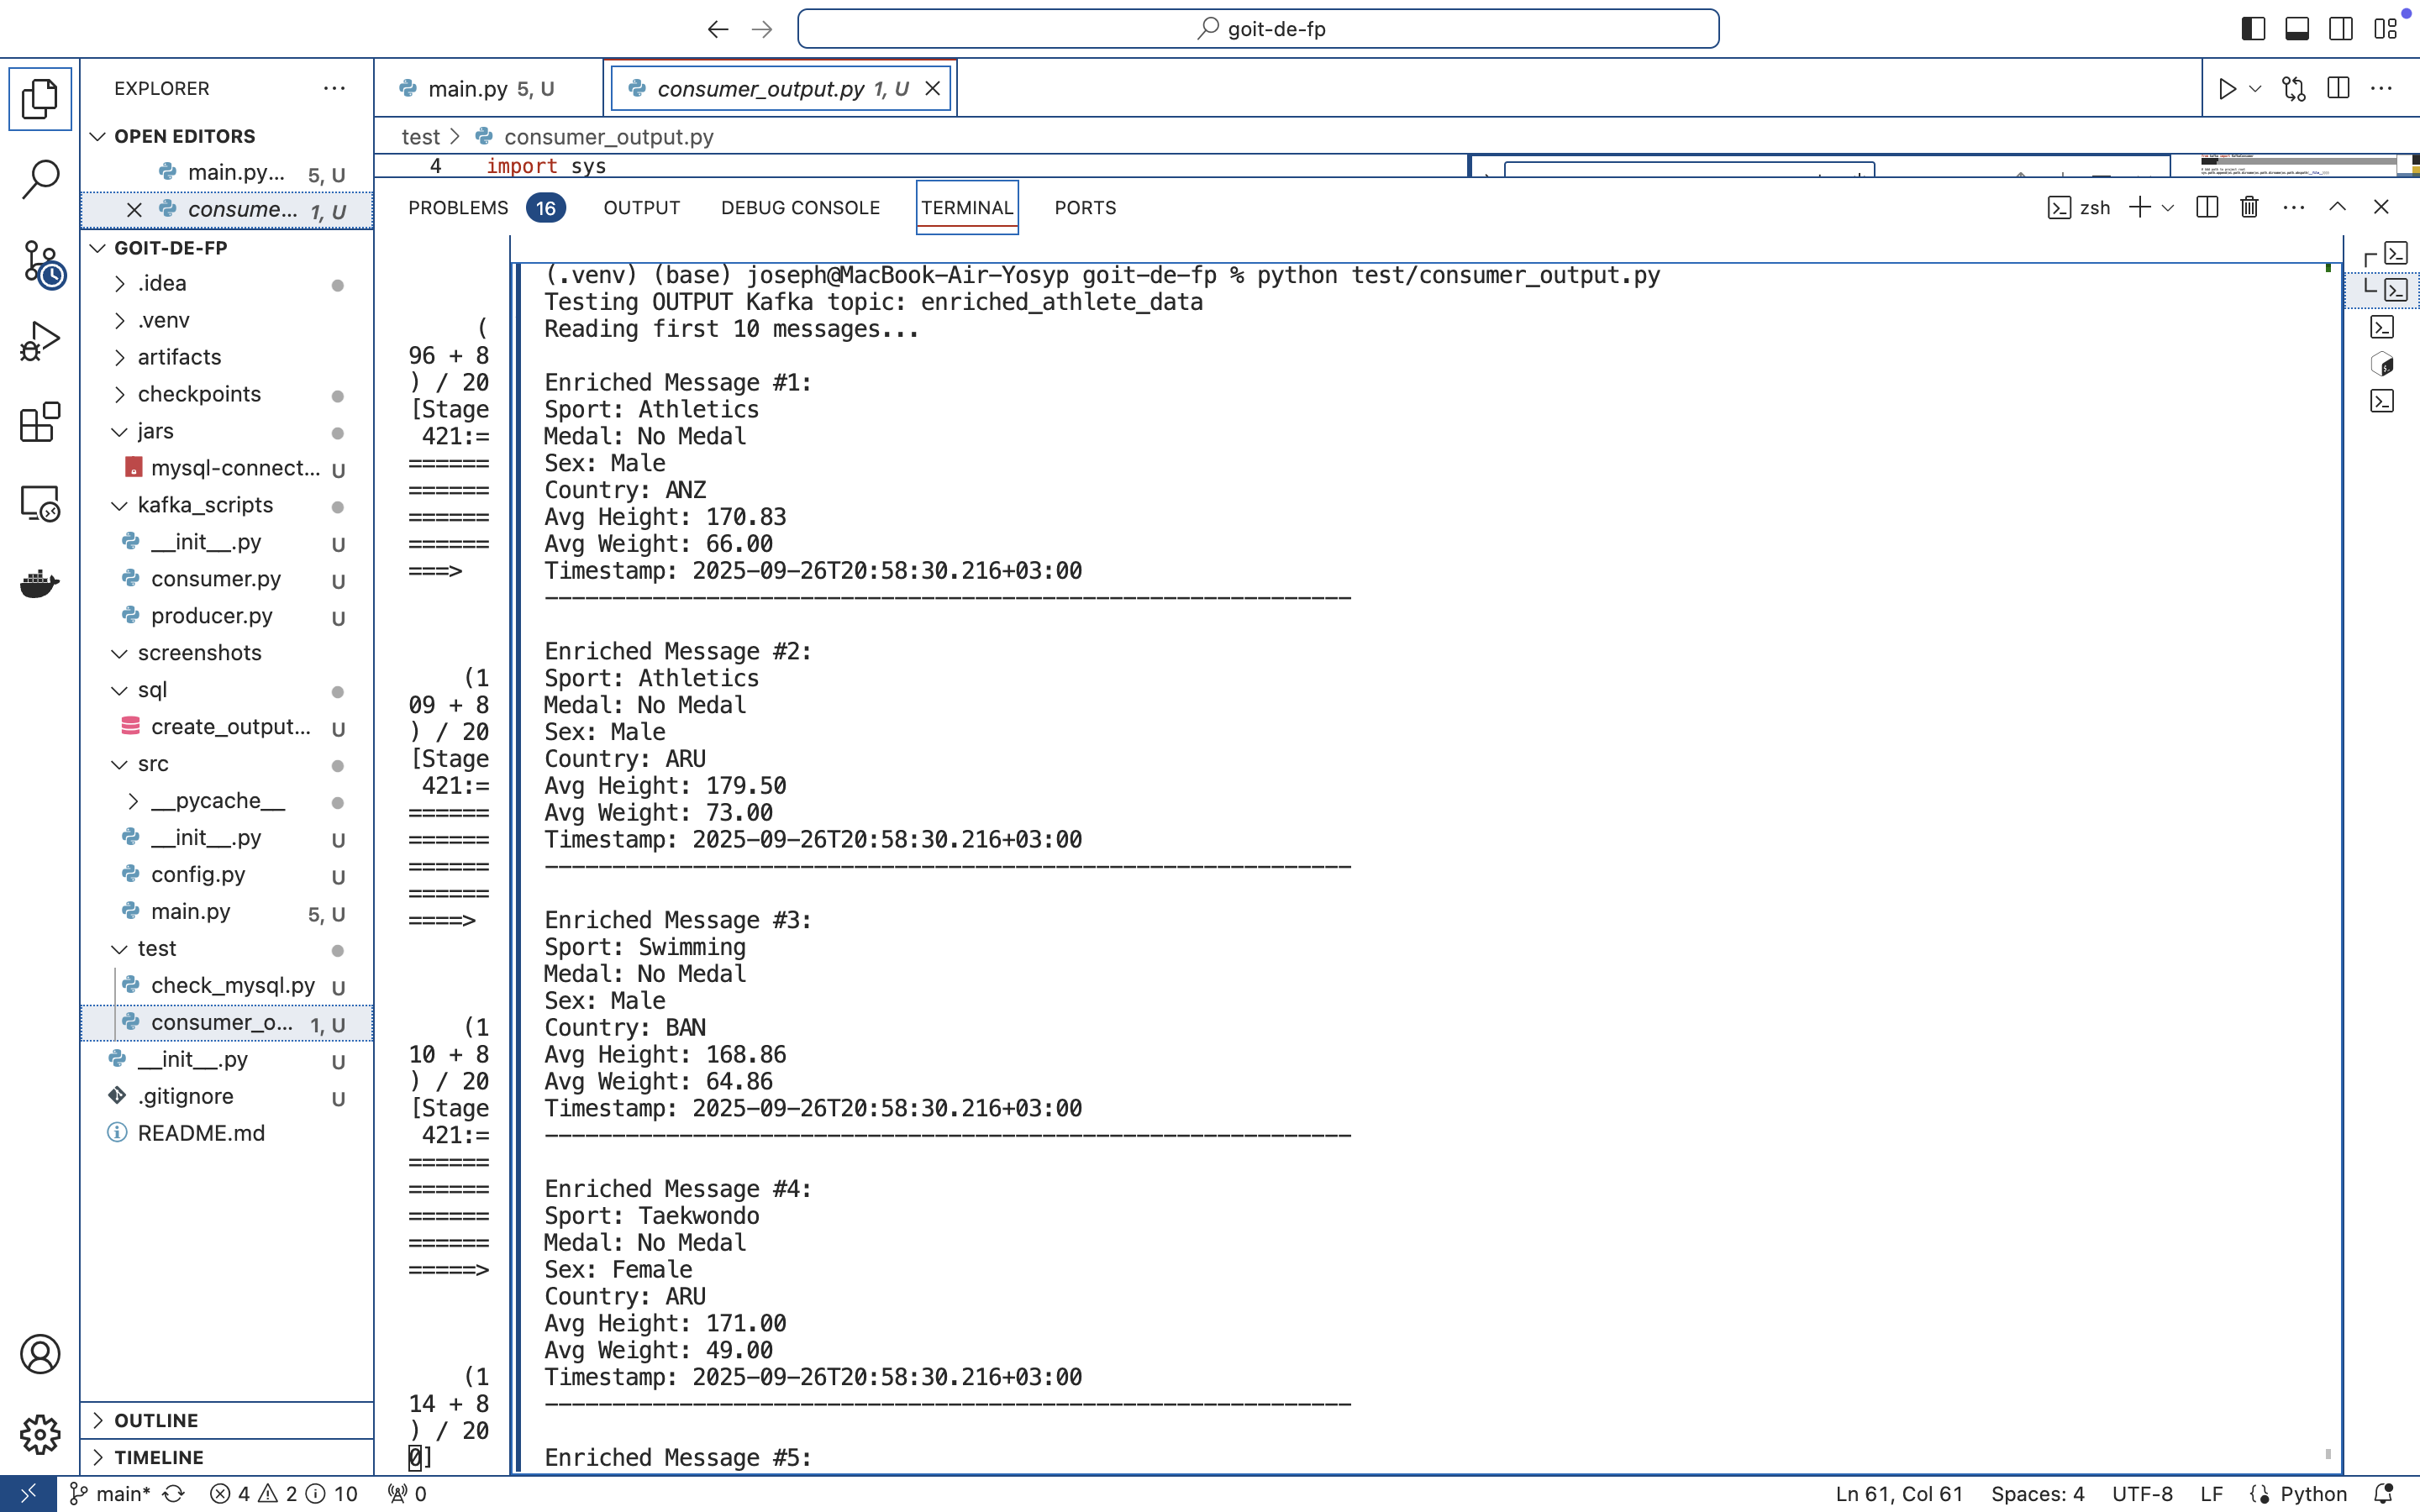 goit-de-fp
EXPLORER
main.py 5, U
consumer_output.py 1, U
OPEN EDITORS
main.py... 5, U
consume... 1, U
GOIT-DE-FP
.idea
.venv
artifacts
checkpoints
jars
mysql-connect... U
kafka_scripts
__init__.py U
consumer.py U
producer.py U
screenshots
sql
create_output... U
src
__pycache__
__init__.py U
config.py U
main.py 5, U
test
check_mysql.py U
consumer_o... 1, U
__init__.py U
.gitignore U
README.md
OUTLINE
TIMELINE
test > consumer_output.py
4 import sys
PROBLEMS 16 OUTPUT DEBUG CONSOLE TERMINAL PORTS
zsh
(
96 + 8
) / 20
[Stage
421:=
======
======
======
======
===>
(1
09 + 8
) / 20
[Stage
421:=
======
======
======
======
====>
(1
10 + 8
) / 20
[Stage
421:=
======
======
======
======
=====>
(1
14 + 8
) / 20
0]
(.venv) (base) joseph@MacBook-Air-Yosyp goit-de-fp % python test/consumer_output.py
Testing OUTPUT Kafka topic: enriched_athlete_data
Reading first 10 messages...
Enriched Message #1:
Sport: Athletics
Medal: No Medal
Sex: Male
Country: ANZ
Avg Height: 170.83
Avg Weight: 66.00
Timestamp: 2025-09-26T20:58:30.216+03:00
------------------------------------------------------------
Enriched Message #2:
Sport: Athletics
Medal: No Medal
Sex: Male
Country: ARU
Avg Height: 179.50
Avg Weight: 73.00
Timestamp: 2025-09-26T20:58:30.216+03:00
------------------------------------------------------------
Enriched Message #3:
Sport: Swimming
Medal: No Medal
Sex: Male
Country: BAN
Avg Height: 168.86
Avg Weight: 64.86
Timestamp: 2025-09-26T20:58:30.216+03:00
------------------------------------------------------------
Enriched Message #4:
Sport: Taekwondo
Medal: No Medal
Sex: Female
Country: ARU
Avg Height: 171.00
Avg Weight: 49.00
Timestamp: 2025-09-26T20:58:30.216+03:00
------------------------------------------------------------
Enriched Message #5:
main* 4 2 10 0
Ln 61, Col 61 Spaces: 4 UTF-8 LF Python